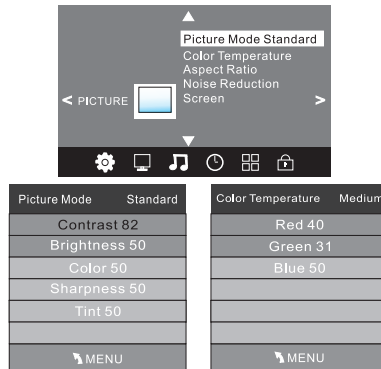 Picture Mode Standard
Color Temperature
Aspect Ratio
Noise Reduction
< PICTURE Screen >
Picture Mode Standard
Contrast 82
Brightness 50
Color 50
Sharpness 50
Tint 50
MENU
Color Temperature Medium
Red 40
Green 31
Blue 50
MENU